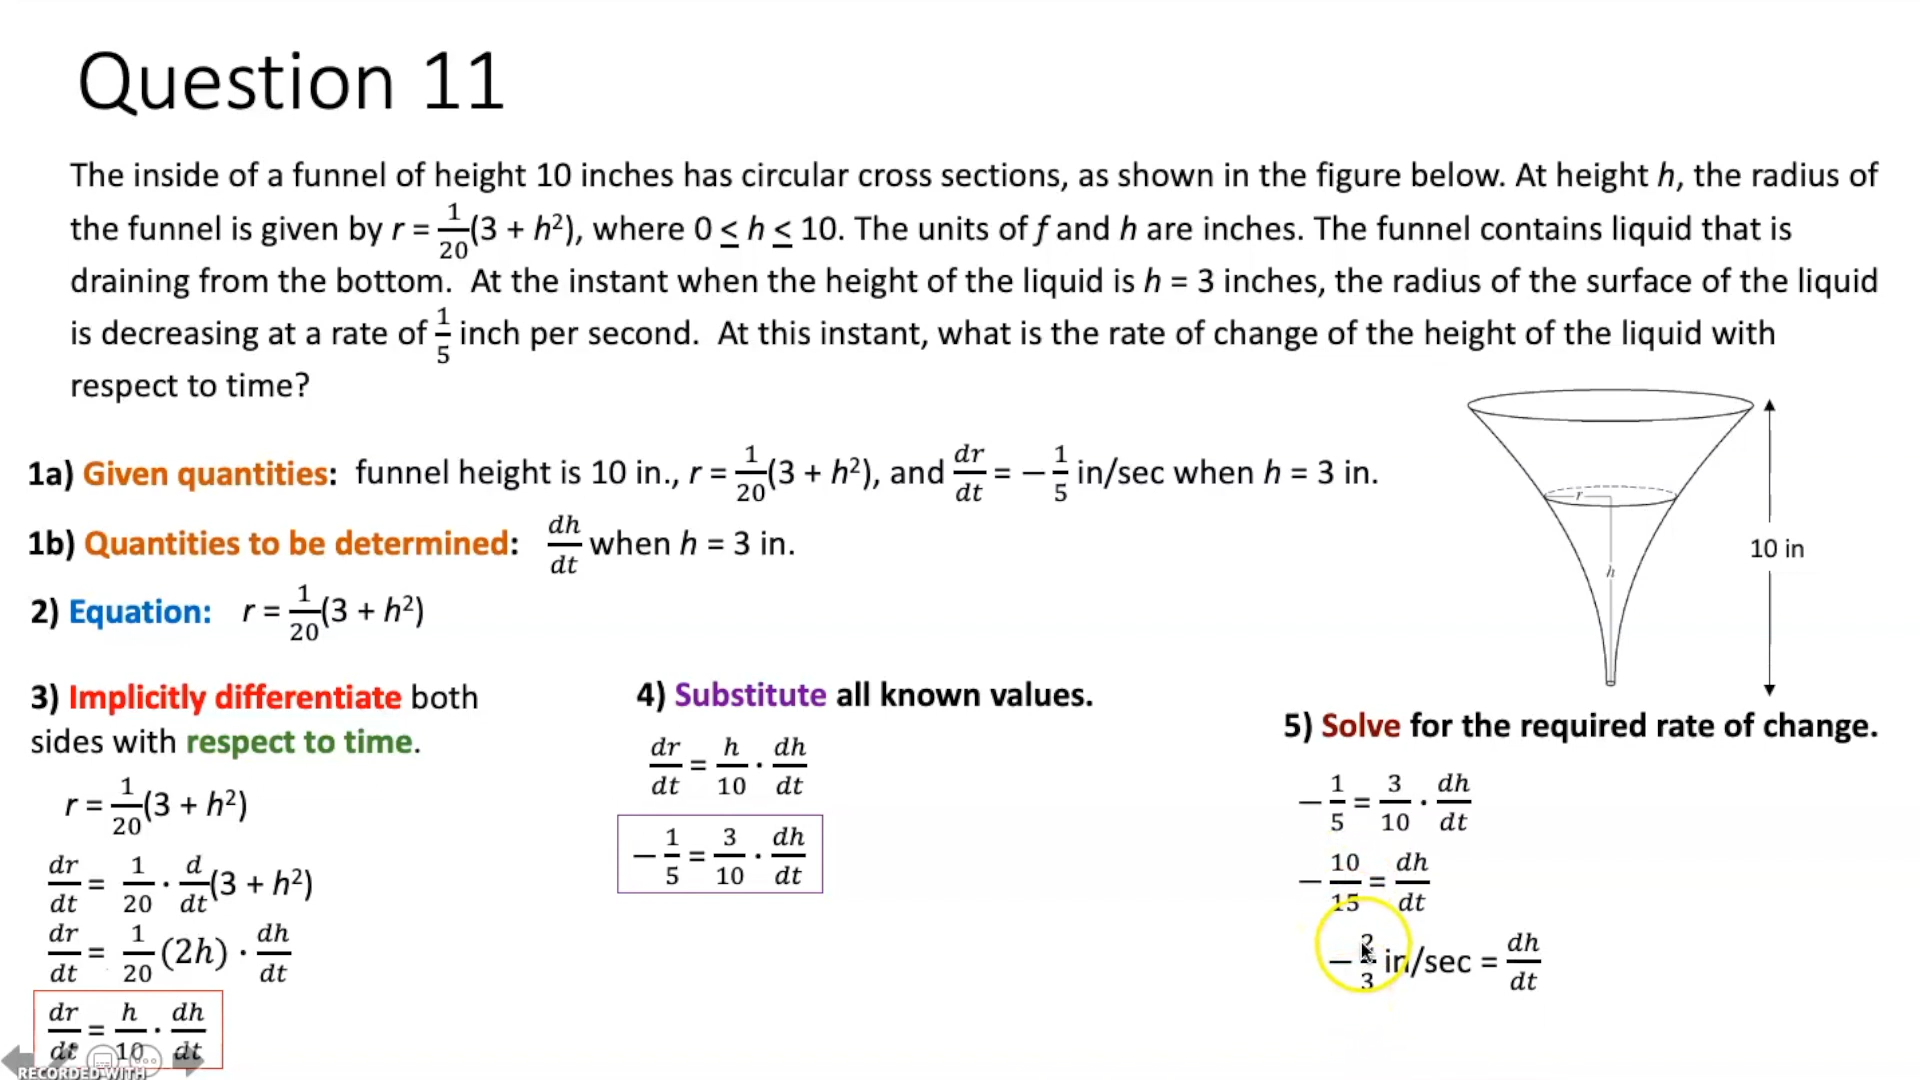 Question 11
The inside of a funnel of height 10 inches has circular cross sections, as shown in the figure below. At height h, the radius of
the funnel is given by r = 1/20(3 + h²), where 0 ≤ h ≤ 10. The units of f and h are inches. The funnel contains liquid that is
draining from the bottom. At the instant when the height of the liquid is h = 3 inches, the radius of the surface of the liquid
is decreasing at a rate of 1/5 inch per second. At this instant, what is the rate of change of the height of the liquid with
respect to time?
1a) Given quantities: funnel height is 10 in., r = 1/20(3 + h²), and dr/dt = − 1/5 in/sec when h = 3 in.
1b) Quantities to be determined: dh/dt when h = 3 in.
2) Equation: r = 1/20(3 + h²)
r
h
10 in
3) Implicitly differentiate both
sides with respect to time.
r = 1/20(3 + h²)
dr/dt = 1/20 · d/dt(3 + h²)
dr/dt = 1/20 (2h) · dh/dt
dr/dt = h/10 · dh/dt
4) Substitute all known values.
dr/dt = h/10 · dh/dt
− 1/5 = 3/10 · dh/dt
5) Solve for the required rate of change.
− 1/5 = 3/10 · dh/dt
− 10/15 = dh/dt
− 2/3 in/sec = dh/dt
RECORDED WITH